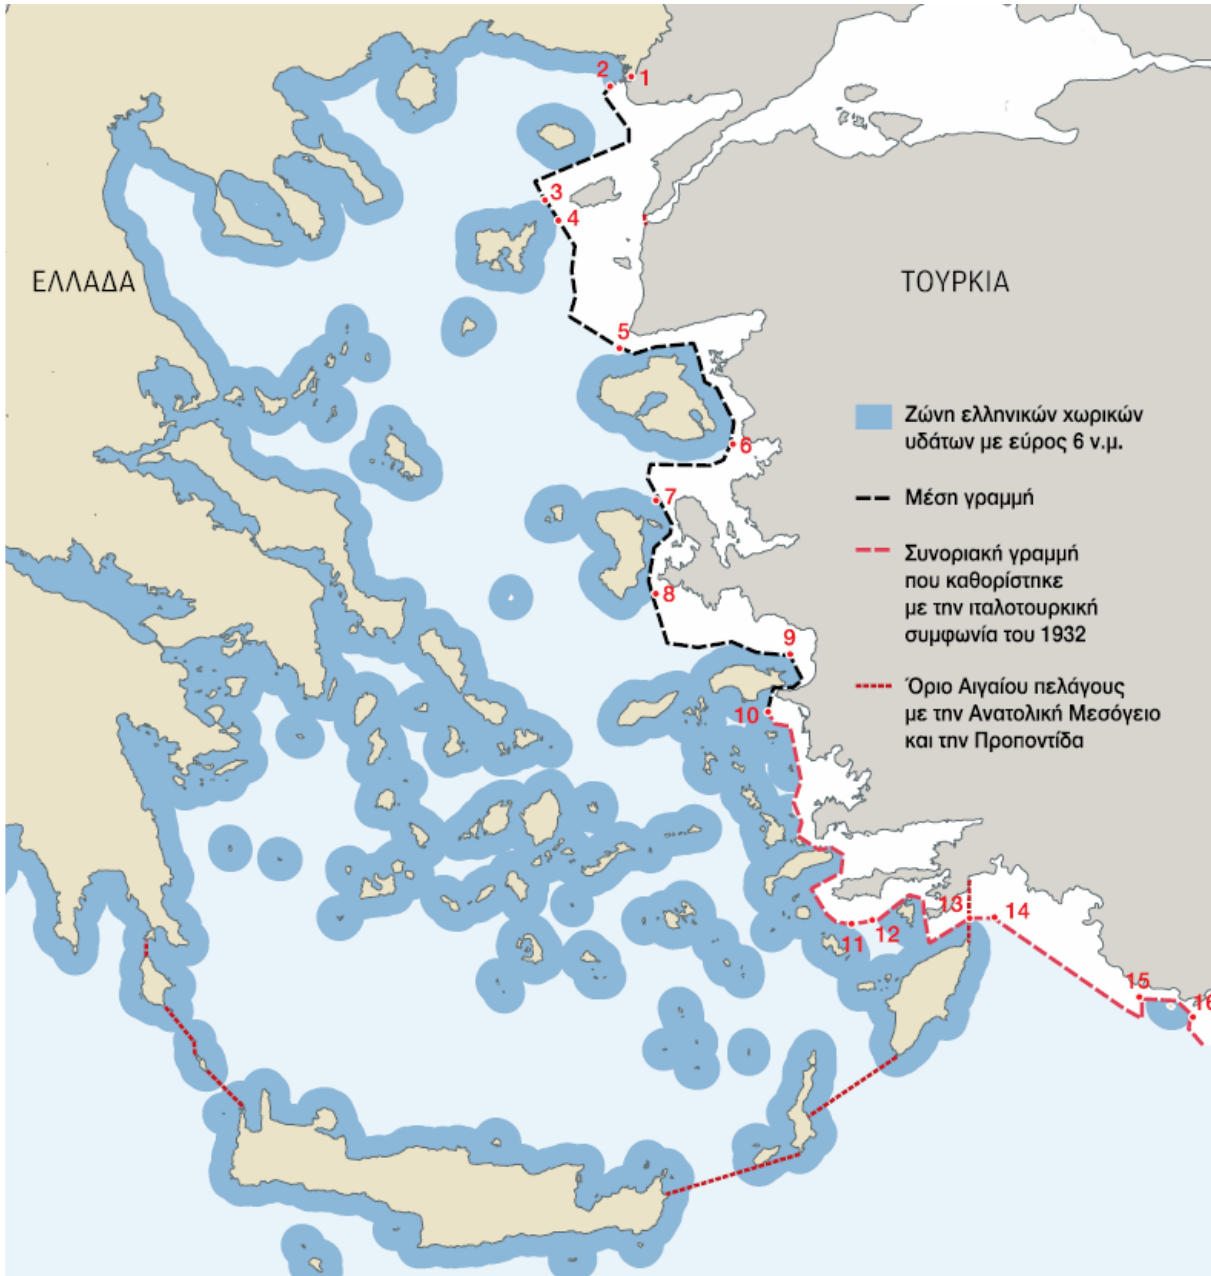 1
2
3
4
ΕΛΛΑΔΑ
ΤΟΥΡΚΙΑ
5
6
7
8
9
10
11
12
13
14
15
16
Ζώνη ελληνικών χωρικών
υδάτων με εύρος 6 ν.μ.
Μέση γραμμή
Συνοριακή γραμμή
που καθορίστηκε
με την ιταλοτουρκική
συμφωνία του 1932
Όριο Αιγαίου πελάγους
με την Ανατολική Μεσόγειο
και την Προποντίδα